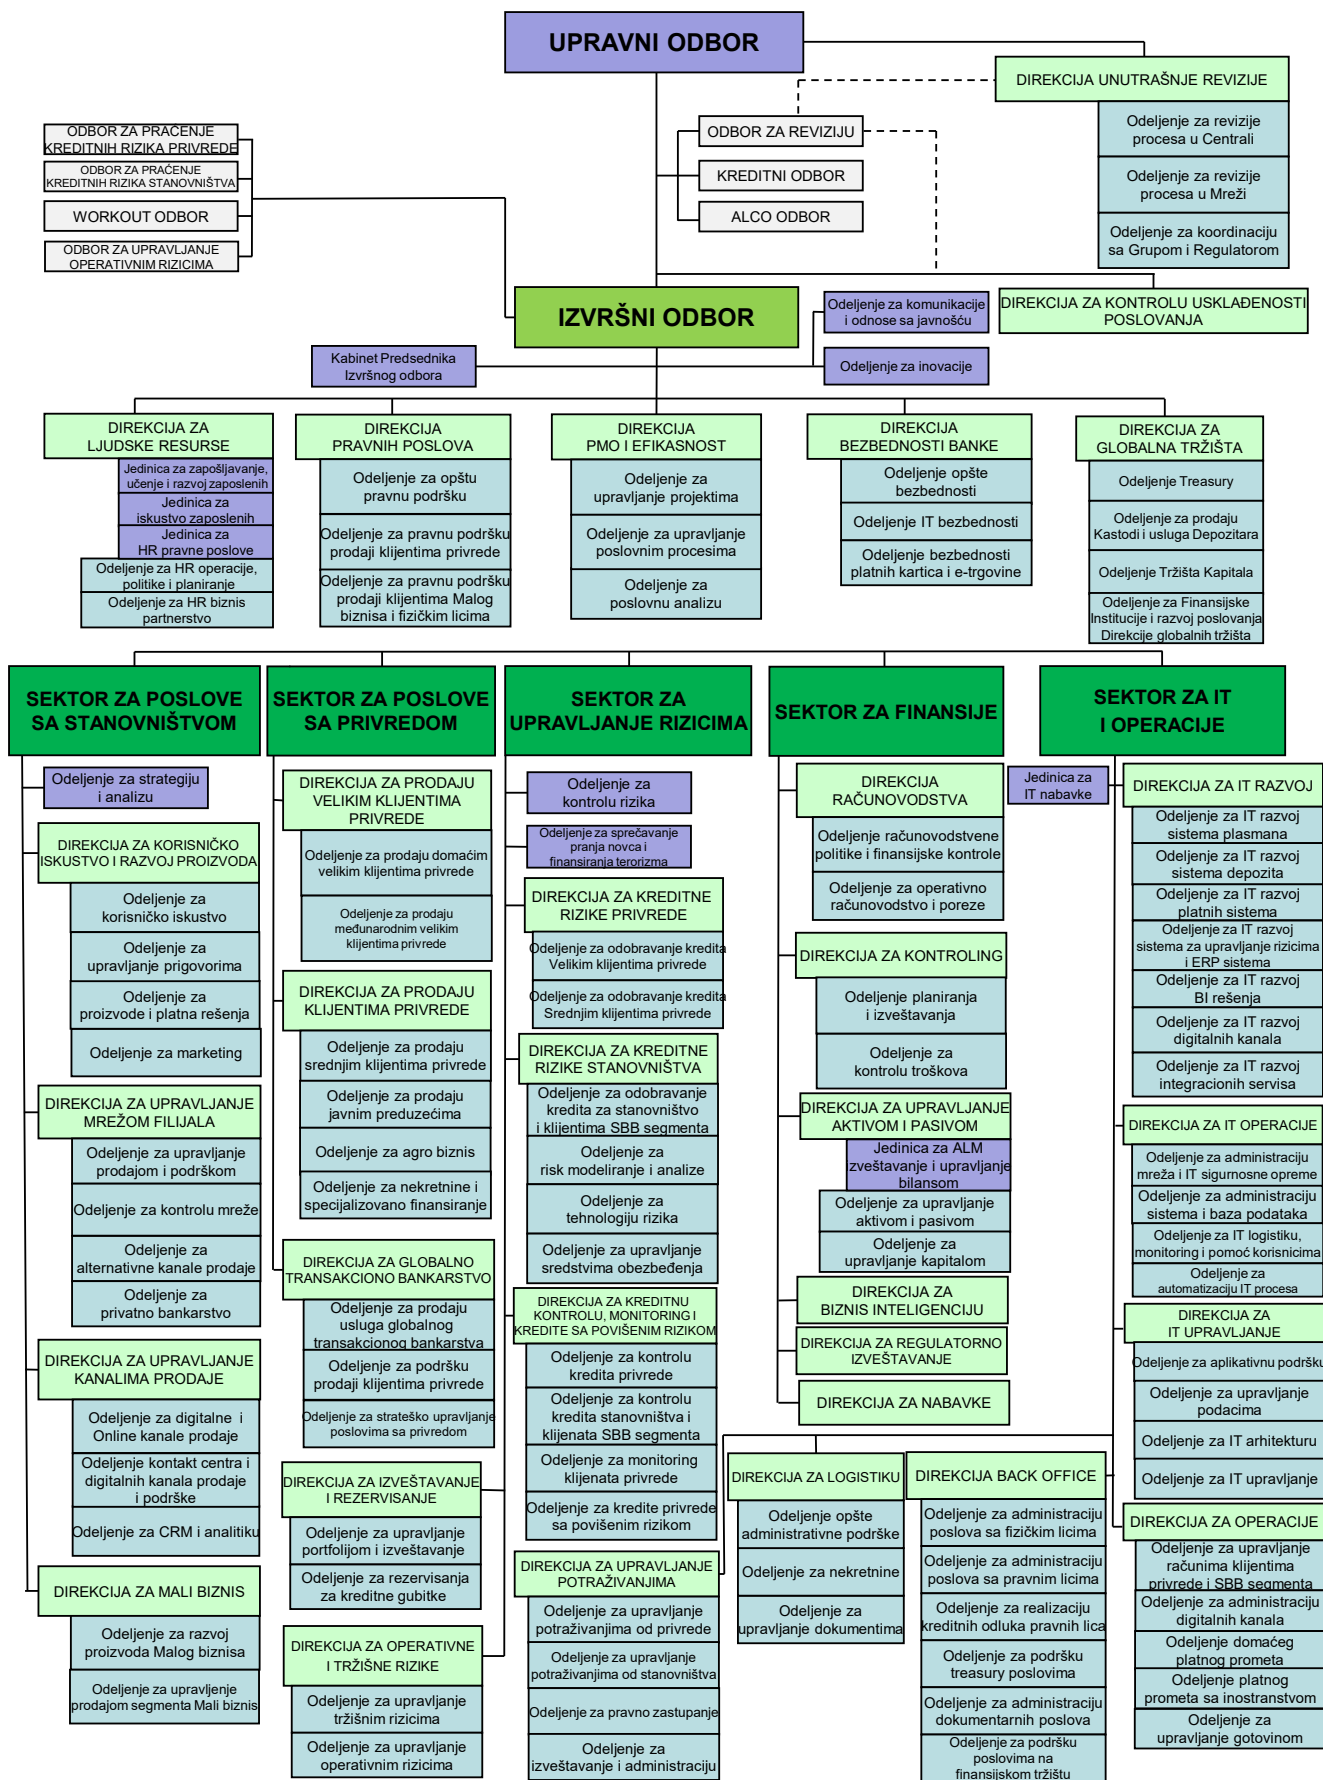 UPRAVNI ODBOR
DIREKCIJA UNUTRAŠNJE REVIZIJE
Odeljenje za revizije
procesa u Centrali
Odeljenje za revizije
procesa u Mreži
Odeljenje za koordinaciju
sa Grupom i Regulatorom
ODBOR ZA REVIZIJU
KREDITNI ODBOR
ALCO ODBOR
ODBOR ZA PRAĆENJE
KREDITNIH RIZIKA PRIVREDE
ODBOR ZA PRAĆENJE
KREDITNIH RIZIKA STANOVNIŠTVA
WORKOUT ODBOR
ODBOR ZA UPRAVLJANJE
OPERATIVNIM RIZICIMA
IZVRŠNI ODBOR
Odeljenje za komunikacije
i odnose sa javnošću
DIREKCIJA ZA KONTROLU USKLAĐENOSTI
POSLOVANJA
Kabinet Predsednika
Izvršnog odbora
Odeljenje za inovacije
DIREKCIJA ZA
LJUDSKE RESURSE
Jedinica za zapošljavanje,
učenje i razvoj zaposlenih
Jedinica za
iskustvo zaposlenih
Jedinica za
HR pravne poslove
Odeljenje za HR operacije,
politike i planiranje
Odeljenje za HR biznis
partnerstvo
DIREKCIJA
PRAVNIH POSLOVA
Odeljenje za opštu
pravnu podršku
Odeljenje za pravnu podršku
prodaji klijentima privrede
Odeljenje za pravnu podršku
prodaji klijentima Malog
biznisa i fizičkim licima
DIREKCIJA
PMO I EFIKASNOST
Odeljenje za
upravljanje projektima
Odeljenje za upravljanje
poslovnim procesima
Odeljenje za
poslovnu analizu
DIREKCIJA
BEZBEDNOSTI BANKE
Odeljenje opšte
bezbednosti
Odeljenje IT bezbednosti
Odeljenje bezbednosti
platnih kartica i e-trgovine
DIREKCIJA ZA
GLOBALNA TRŽIŠTA
Odeljenje Treasury
Odeljenje za prodaju
Kastodi i usluga Depozitara
Odeljenje Tržišta Kapitala
Odeljenje za Finansijske
Institucije i razvoj poslovanja
Direkcije globalnih tržišta
SEKTOR ZA POSLOVE
SA STANOVNIŠTVOM
Odeljenje za strategiju
i analizu
DIREKCIJA ZA KORISNIČKO
ISKUSTVO I RAZVOJ PROIZVODA
Odeljenje za
korisničko iskustvo
Odeljenje za
upravljanje prigovorima
Odeljenje za
proizvode i platna rešenja
Odeljenje za marketing
DIREKCIJA ZA UPRAVLJANJE
MREŽOM FILIJALA
Odeljenje za upravljanje
prodajom i podrškom
Odeljenje za kontrolu mreže
Odeljenje za
alternativne kanale prodaje
Odeljenje za
privatno bankarstvo
DIREKCIJA ZA UPRAVLJANJE
KANALIMA PRODAJE
Odeljenje za digitalne i
Online kanale prodaje
Odeljenje kontakt centra i
digitalnih kanala prodaje
i podrške
Odeljenje za CRM i analitiku
DIREKCIJA ZA MALI BIZNIS
Odeljenje za razvoj
proizvoda Malog biznisa
Odeljenje za upravljenje
prodajom segmenta Mali biznis
SEKTOR ZA POSLOVE
SA PRIVREDOM
DIREKCIJA ZA PRODAJU
VELIKIM KLIJENTIMA
PRIVREDE
Odeljenje za prodaju domaćim
velikim klijentima privrede
Odeljenje za prodaju
međunarodnim velikim
klijentima privrede
DIREKCIJA ZA PRODAJU
KLIJENTIMA PRIVREDE
Odeljenje za prodaju
srednjim klijentima privrede
Odeljenje za prodaju
javnim preduzećima
Odeljenje za agro biznis
Odeljenje za nekretnine i
specijalizovano finansiranje
DIREKCIJA ZA GLOBALNO
TRANSAKCIONO BANKARSTVO
Odeljenje za prodaju
usluga globalnog
transakcionog bankarstva
Odeljenje za podršku
prodaji klijentima privrede
Odeljenje za strateško upravljanje
poslovima sa privredom
DIREKCIJA ZA IZVEŠTAVANJE
I REZERVISANJE
Odeljenje za upravljanje
portfolijom i izveštavanje
Odeljenje za rezervisanja
za kreditne gubitke
DIREKCIJA ZA OPERATIVNE
I TRŽIŠNE RIZIKE
Odeljenje za upravljanje
tržišnim rizicima
Odeljenje za upravljanje
operativnim rizicima
SEKTOR ZA
UPRAVLJANJE RIZICIMA
Odeljenje za
kontrolu rizika
Odeljenje za sprečavanje
pranja novca i
finansiranja terorizma
DIREKCIJA ZA KREDITNE
RIZIKE PRIVREDE
Odeljenje za odobravanje kredita
Velikim klijentima privrede
Odeljenje za odobravanje kredita
Srednjim klijentima privrede
DIREKCIJA ZA KREDITNE
RIZIKE STANOVNIŠTVA
Odeljenje za odobravanje
kredita za stanovništvo
i klijentima SBB segmenta
Odeljenje za
risk modeliranje i analize
Odeljenje za
tehnologiju rizika
Odeljenje za upravljanje
sredstvima obezbeđenja
DIREKCIJA ZA KREDITNU
KONTROLU, MONITORING I
KREDITE SA POVIŠENIM RIZIKOM
Odeljenje za kontrolu
kredita privrede
Odeljenje za kontrolu
kredita stanovništva i
klijenata SBB segmenta
Odeljenje za monitoring
klijenata privrede
Odeljenje za kredite privrede
sa povišenim rizikom
DIREKCIJA ZA UPRAVLJANJE
POTRAŽIVANJIMA
Odeljenje za upravljanje
potraživanjima od privrede
Odeljenje za upravljanje
potraživanjima od stanovništva
Odeljenje za pravno zastupanje
Odeljenje za
izveštavanje i administraciju
SEKTOR ZA FINANSIJE
DIREKCIJA
RAČUNOVODSTVA
Odeljenje računovodstvene
politike i finansijske kontrole
Odeljenje za operativno
računovodstvo i poreze
DIREKCIJA ZA KONTROLING
Odeljenje planiranja
i izveštavanja
Odeljenje za
kontrolu troškova
DIREKCIJA ZA UPRAVLJANJE
AKTIVOM I PASIVOM
Jedinica za ALM
izveštavanje i upravljanje
bilansom
Odeljenje za upravljanje
aktivom i pasivom
Odeljenje za
upravljanje kapitalom
DIREKCIJA ZA
BIZNIS INTELIGENCIJU
DIREKCIJA ZA REGULATORNO
IZVEŠTAVANJE
DIREKCIJA ZA NABAVKE
DIREKCIJA ZA LOGISTIKU
Odeljenje opšte
administrativne podrške
Odeljenje za nekretnine
Odeljenje za
upravljanje dokumentima
DIREKCIJA BACK OFFICE
Odeljenje za administraciju
poslova sa fizičkim licima
Odeljenje za administraciju
poslova sa pravnim licima
Odeljenje za realizaciju
kreditnih odluka pravnih lica
Odeljenje za podršku
treasury poslovima
Odeljenje za administraciju
dokumentarnih poslova
Odeljenje za podršku
poslovima na
finansijskom tržištu
SEKTOR ZA IT
I OPERACIJE
Jedinica za
IT nabavke
DIREKCIJA ZA IT RAZVOJ
Odeljenje za IT razvoj
sistema plasmana
Odeljenje za IT razvoj
sistema depozita
Odeljenje za IT razvoj
platnih sistema
Odeljenje za IT razvoj
sistema za upravljanje rizicima
i ERP sistema
Odeljenje za IT razvoj
BI rešenja
Odeljenje za IT razvoj
digitalnih kanala
Odeljenje za IT razvoj
integracionih servisa
DIREKCIJA ZA IT OPERACIJE
Odeljenje za administraciju
mreža i IT sigurnosne opreme
Odeljenje za administraciju
sistema i baza podataka
Odeljenje za IT logistiku,
monitoring i pomoć korisnicima
Odeljenje za
automatizaciju IT procesa
DIREKCIJA ZA
IT UPRAVLJANJE
Odeljenje za aplikativnu podršku
Odeljenje za upravljanje
podacima
Odeljenje za IT arhitekturu
Odeljenje za IT upravljanje
DIREKCIJA ZA OPERACIJE
Odeljenje za upravljanje
računima klijentima
privrede i SBB segmenta
Odeljenje za administraciju
digitalnih kanala
Odeljenje domaćeg
platnog prometa
Odeljenje platnog
prometa sa inostranstvom
Odeljenje za
upravljanje gotovinom